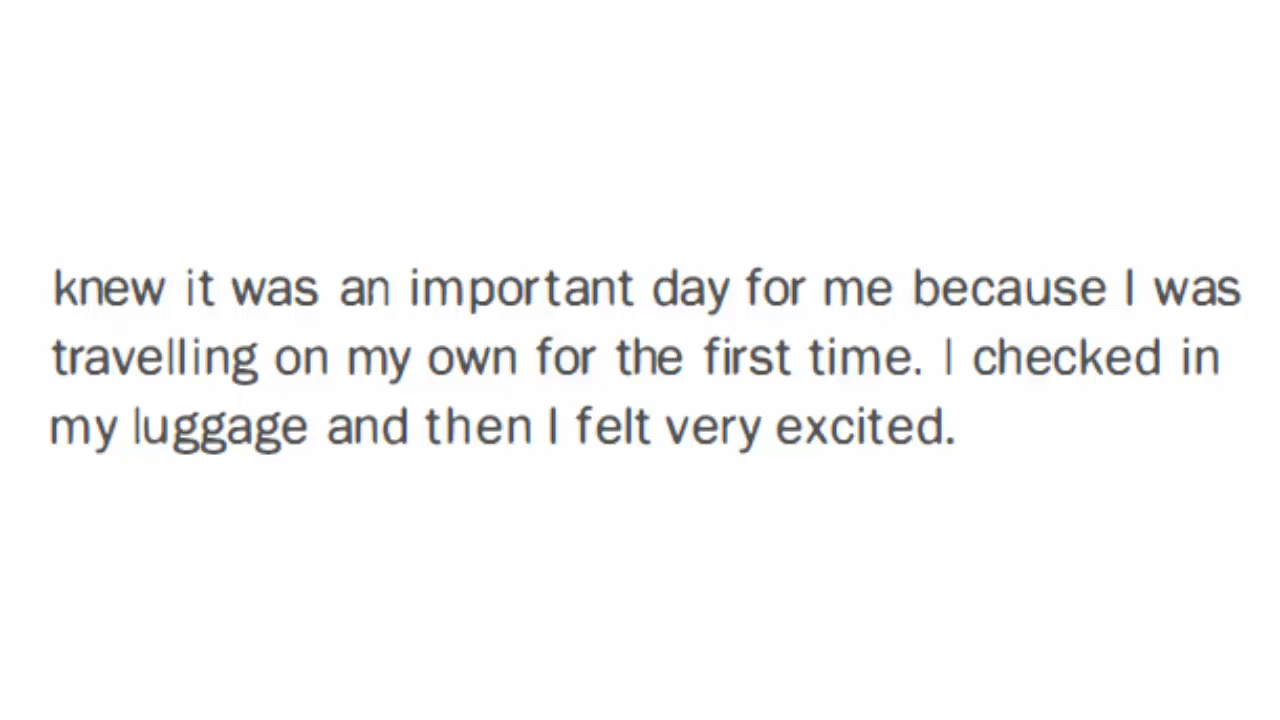 knew it was an important day for me because I was
travelling on my own for the first time. I checked in
my luggage and then I felt very excited.